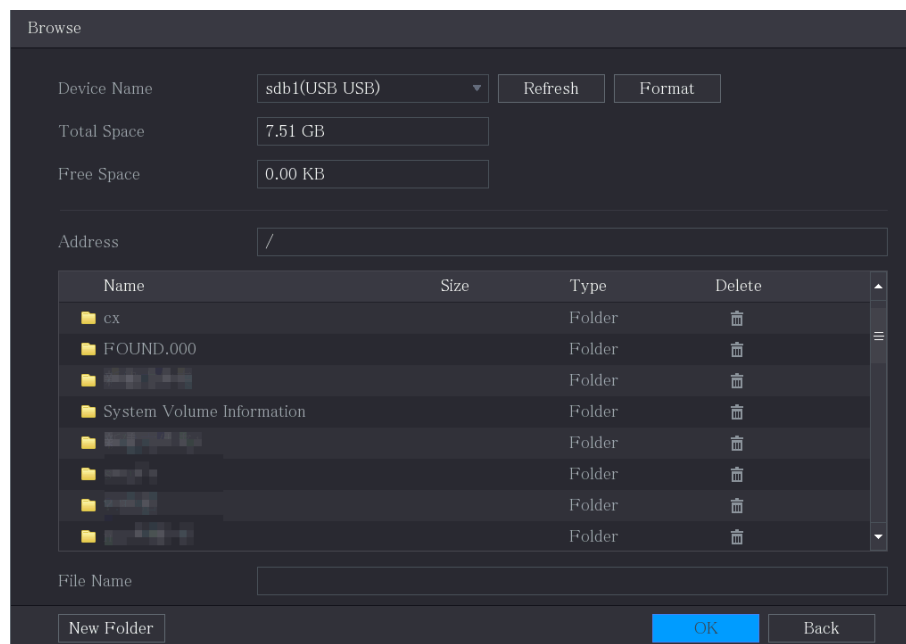 Browse
Device Name sdb1(USB USB) Refresh Format
Total Space 7.51 GB
Free Space 0.00 KB
Address /
Name Size Type Delete
cx Folder
FOUND.000 Folder
Folder
System Volume Information Folder
Folder
Folder
Folder
Folder
File Name
New Folder OK Back